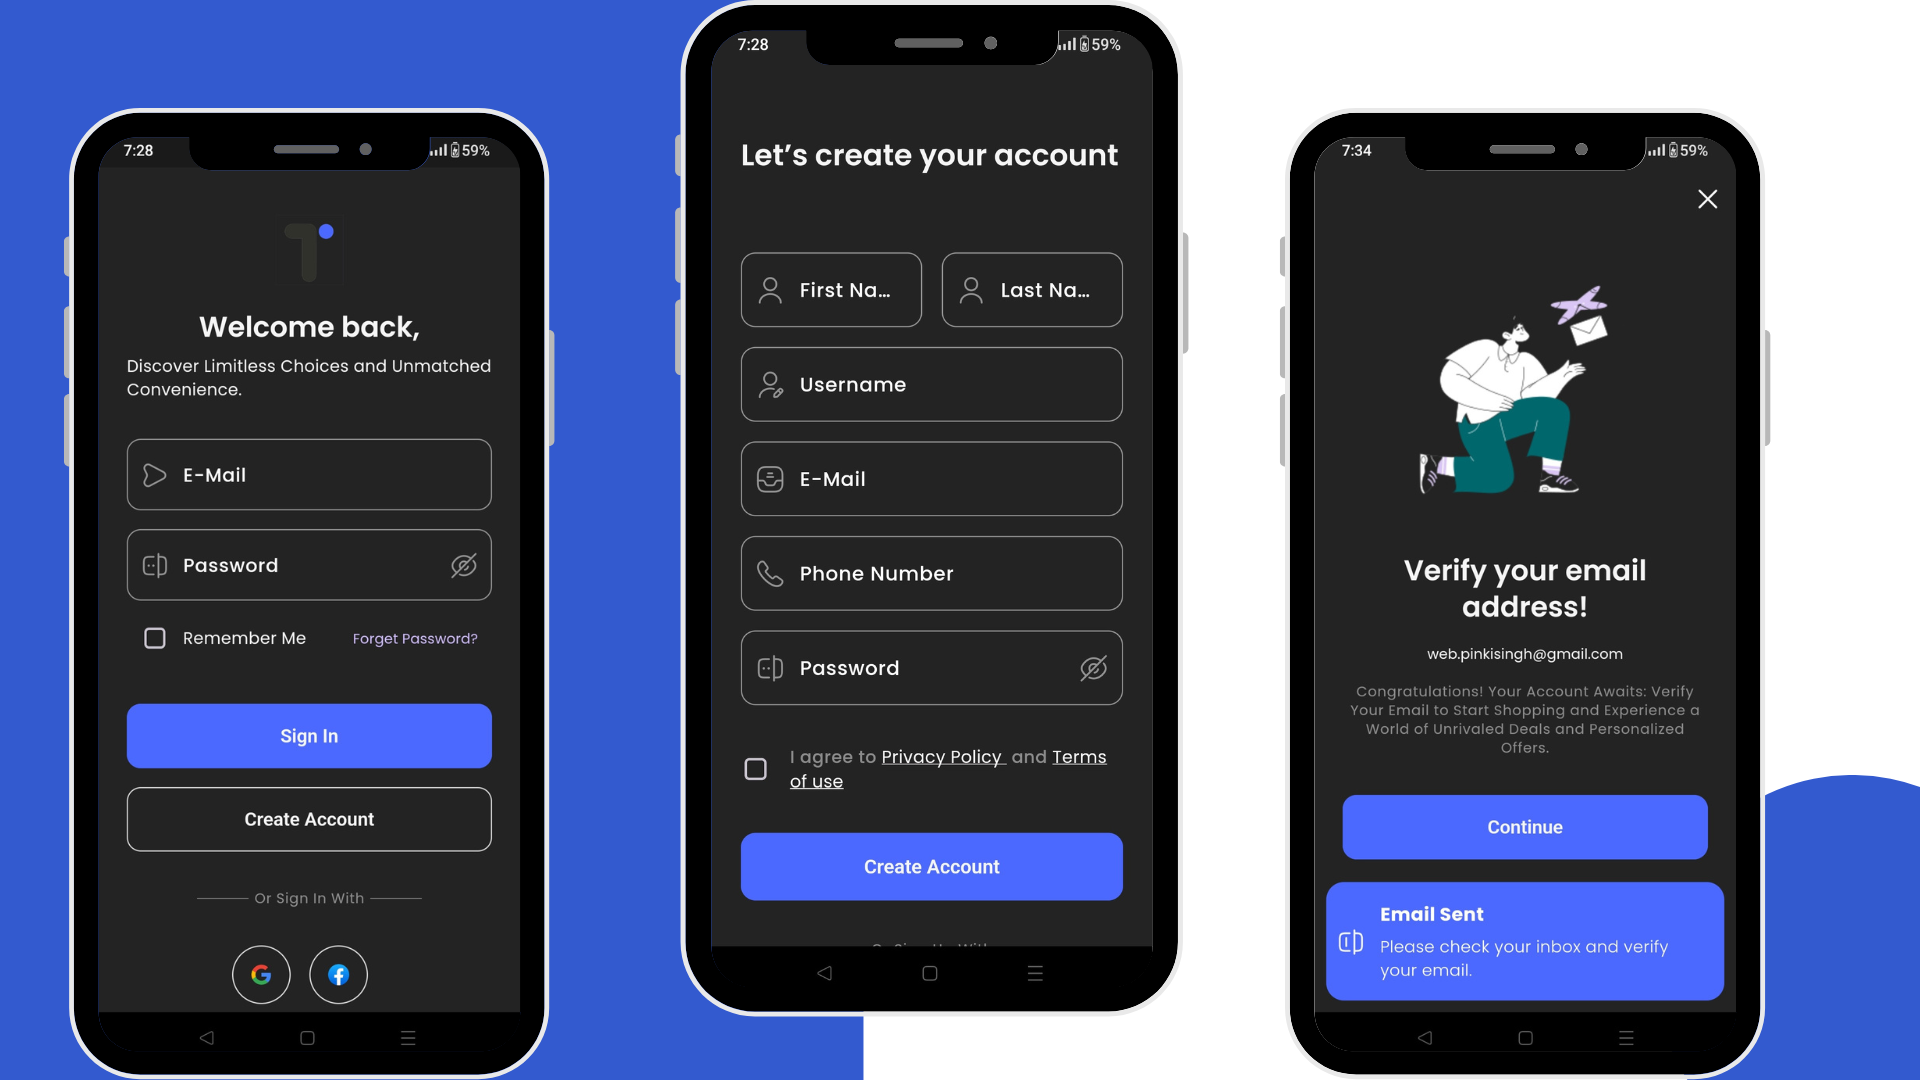 7:28
59%
Welcome back,
Discover Limitless Choices and Unmatched
Convenience.
E-Mail
Password
Remember Me
Forget Password?
Sign In
Create Account
Or Sign In With
7:28
59%
Let's create your account
First Na...
Last Na...
Username
E-Mail
Phone Number
Password
I agree to Privacy Policy and Terms
of use
Create Account
Or Sign Up With
7:34
59%
Verify your email
address!
web.pinkisingh@gmail.com
Congratulations! Your Account Awaits: Verify
Your Email to Start Shopping and Experience a
World of Unrivaled Deals and Personalized
Offers.
Continue
Email Sent
Please check your inbox and verify
your email.